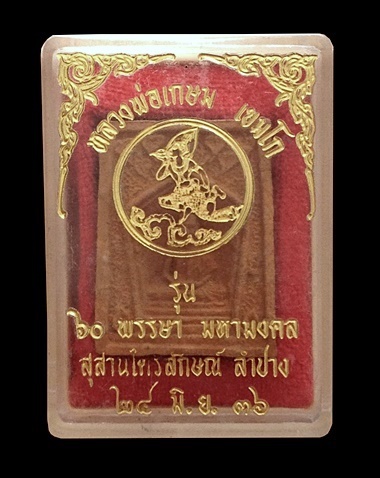 หลวงพ่อเกษม เขมโก
รุ่น
๖๐ พรรษา มหามงคล
สุสานไตรลักษณ์ ลำปาง
๒๘ มิ.ย. ๓๖